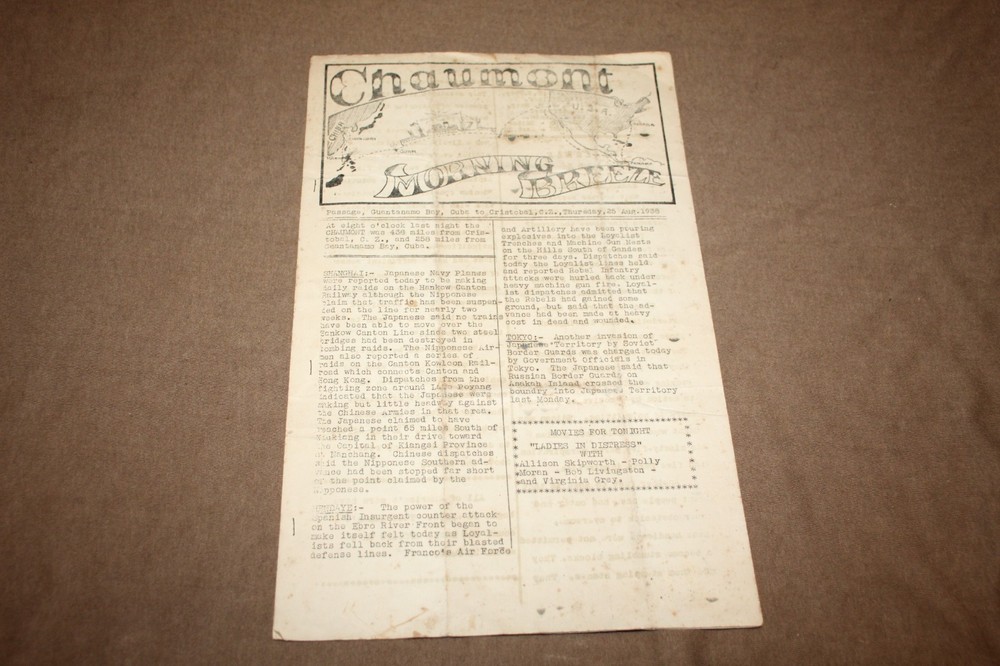 Chaumont
U.S.A.
MORNING
BREEZE
Passage, Guantanamo Bay, Cuba to Cristobal,C.Z.,Thursday,25 Aug.1938
At eight o'clock last night the
CHAUMONT was 439 miles from Cris-
tobal, C. Z., and 258 miles from
Guantanamo Bay, Cuba.
SHANGHAI:- Japanese Navy Planes
were reported today to be making
daily raids on the Hankow Canton
Railway although the Nipponese
claim that traffic has been suspen-
ded on the line for nearly two
weeks. The Japanese said no trains
have been able to move over the
Hankow Canton Line since two steel
bridges had been destroyed in
bombing raids. The Nipponese Air-
men also reported a series of
raids on the Canton Kowloon Rail-
road which connects Canton and
Hong Kong. Dispatches from the
fighting zone around Lake Poyang
indicated that the Japanese were
making but little headway against
the Chinese Armies in that area.
The Japanese claimed to have
reached a point 65 miles South of
Kiukiang in their drive toward
the Capital of Kiangsi Province
at Nanchang. Chinese dispatches
said the Nipponese Southern ad-
vance had been stopped far short
of the point claimed by the
Nipponese.
HENDAYE:- The power of the
Spanish Insurgent counter attack
on the Ebro River Front began to
make itself felt today as Loyal-
ists fell back from their blasted
defense lines. Franco's Air Force
and Artillery have been pouring
explosives into the Loyalist
Trenches and Machine Gun Nests
on the Hills South of Gandes
for three days. Dispatches said
today the Loyalist lines held
and reported Rebel Infantry
attacks were hurled back under
heavy machine gun fire. Loyal-
ist dispatches admitted that
the Rebels had gained some
ground, but said that the ad-
vance had been made at heavy
cost in dead and wounded.
TOKYO:- Another invasion of
Japanese Territory by Soviet
Border Guards was charged today
by Government Officials in
Tokyo. The Japanese said that
Russian Border Guards on
Asakah Island crossed the
boundry into Japanese Territory
last Monday.
MOVIES FOR TONIGHT
"LADIES IN DISTRESS"
WITH
Allison Skipworth - Polly
Moran - Bob Livingston -
and Virginia Gray.